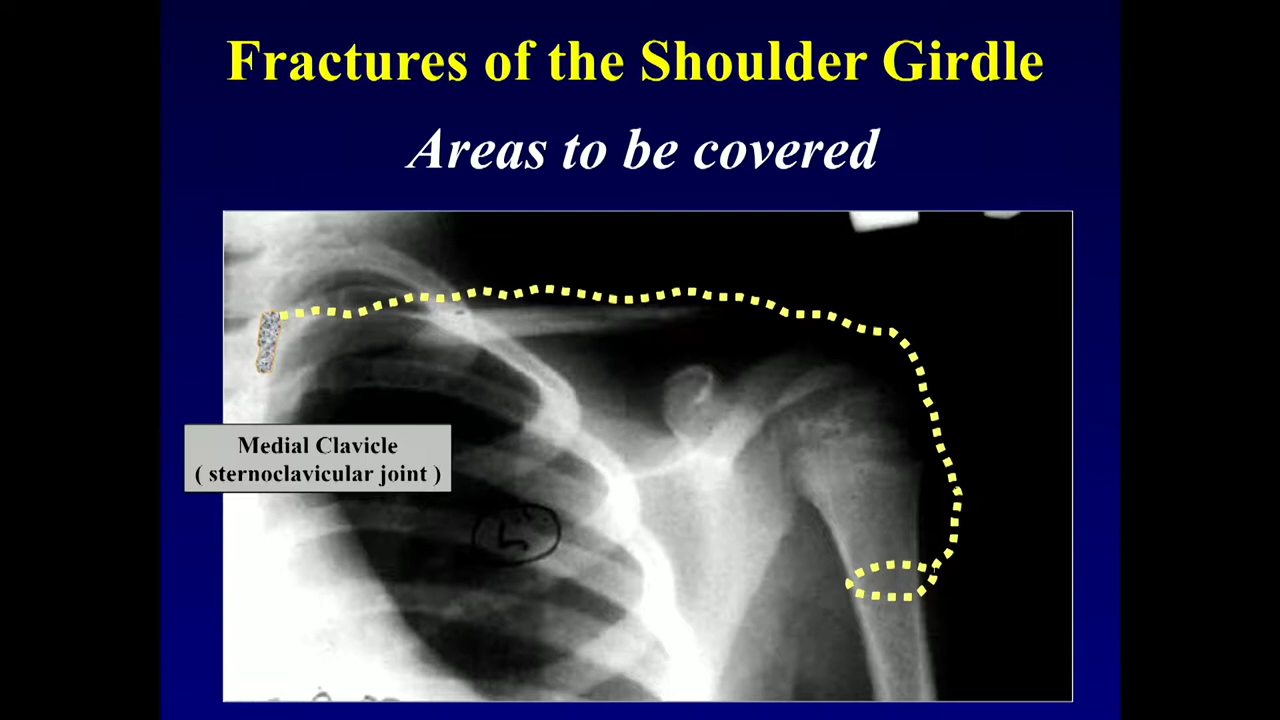 Fractures of the Shoulder Girdle
Areas to be covered
Medial Clavicle
( sternoclavicular joint )